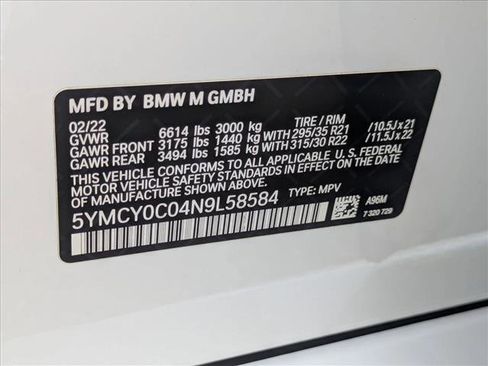 MFD BY BMW M GMBH
02/22 TIRE / RIM
GVWR 6614 lbs 3000 kg
GAWR FRONT 3175 lbs 1440 kg WITH 295/35 R21 /10.5J x 21
GAWR REAR 3494 lbs 1585 kg WITH 315/30 R22 /11.5J x 22
THIS VEHICLE CONFORMS TO ALL APPLICABLE U.S. FEDERAL
MOTOR VEHICLE SAFETY STANDARDS IN EFFECT ON THE
DATE OF MANUFACTURE SHOWN ABOVE.
5YMCY0C04N9L58584 TYPE: MPV
A96M
7 320 729